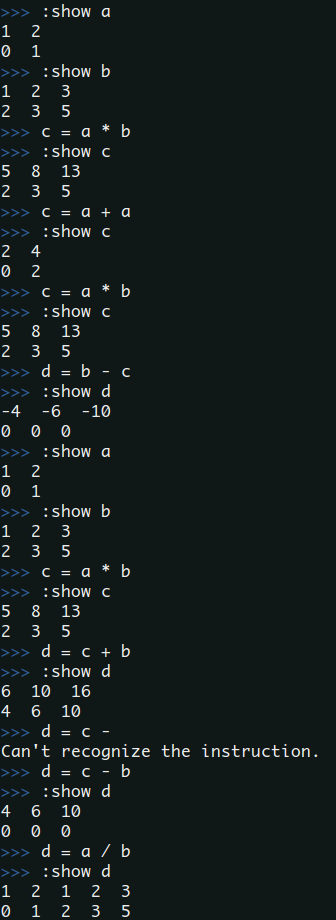 >>> :show a
1  2
0  1
>>> :show b
1  2  3
2  3  5
>>> c = a * b
>>> :show c
5  8  13
2  3  5
>>> c = a + a
>>> :show c
2  4
0  2
>>> c = a * b
>>> :show c
5  8  13
2  3  5
>>> d = b - c
>>> :show d
-4  -6  -10
0  0  0
>>> :show a
1  2
0  1
>>> :show b
1  2  3
2  3  5
>>> c = a * b
>>> :show c
5  8  13
2  3  5
>>> d = c + b
>>> :show d
6  10  16
4  6  10
>>> d = c -
Can't recognize the instruction.
>>> d = c - b
>>> :show d
4  6  10
0  0  0
>>> d = a / b
>>> :show d
1  2  1  2  3
0  1  2  3  5